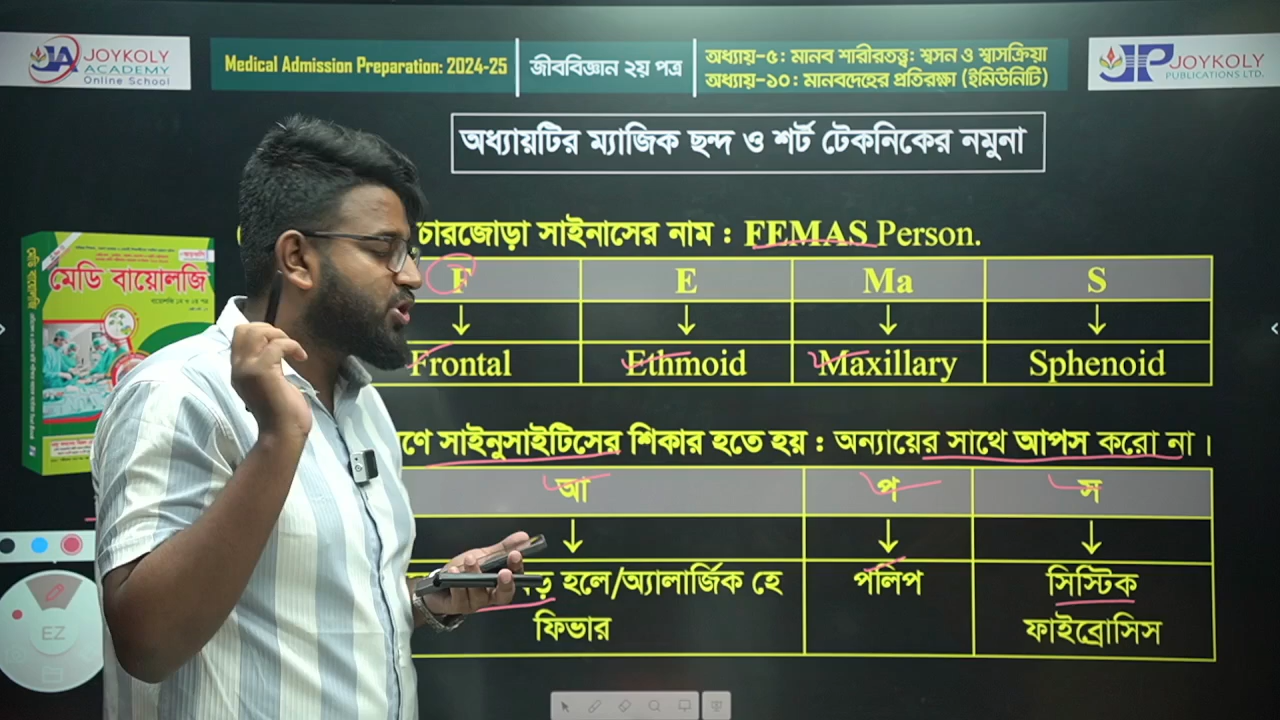 JOYKOLY
ACADEMY
Online School
Medical Admission Preparation: 2024-25
জীববিজ্ঞান ২য় পত্র
অধ্যায়-৫ : মানব শারীরতত্ত্ব: শ্বসন ও শ্বাসক্রিয়া
অধ্যায়-১০ : মানবদেহের প্রতিরক্ষা (ইমিউনিটি)
JOYKOLY
PUBLICATIONS LTD.
অধ্যায়টির ম্যাজিক ছন্দ ও শর্ট টেকনিকের নমুনা
চারজোড়া সাইনাসের নাম : FEMAS Person.
F E Ma S
Frontal Ethmoid Maxillary Sphenoid
মেডি বায়োলজি
সাইনুসাইটিসের শিকার হতে হয় : অন্যায়ের সাথে আপস করো না।
আ প স
হলে/অ্যালার্জিক হে পলিপ সিস্টিক
ফিভার ফাইব্রোসিস
EZ